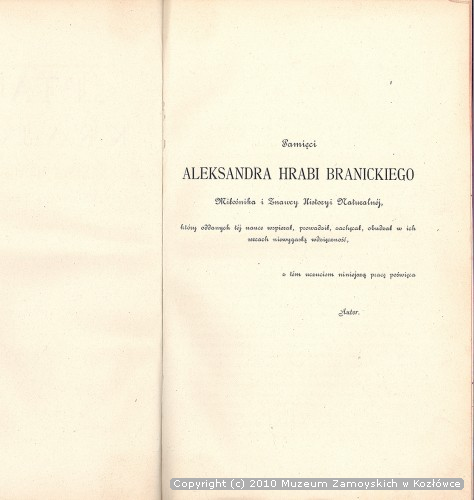 Pamięci
ALEKSANDRA HRABI BRANICKIEGO
Miłośnika i Znawcy Historyi Naturalnéj,
który oddanych téj nauce wspierał, prowadził, zachęcał, obudzał w ich
sercach niewygasłą wdzięczność,
z tém uczuciem niniejszą pracę poświęca
Autor.
Copyright (c) 2010 Muzeum Zamoyskich w Kozłówce